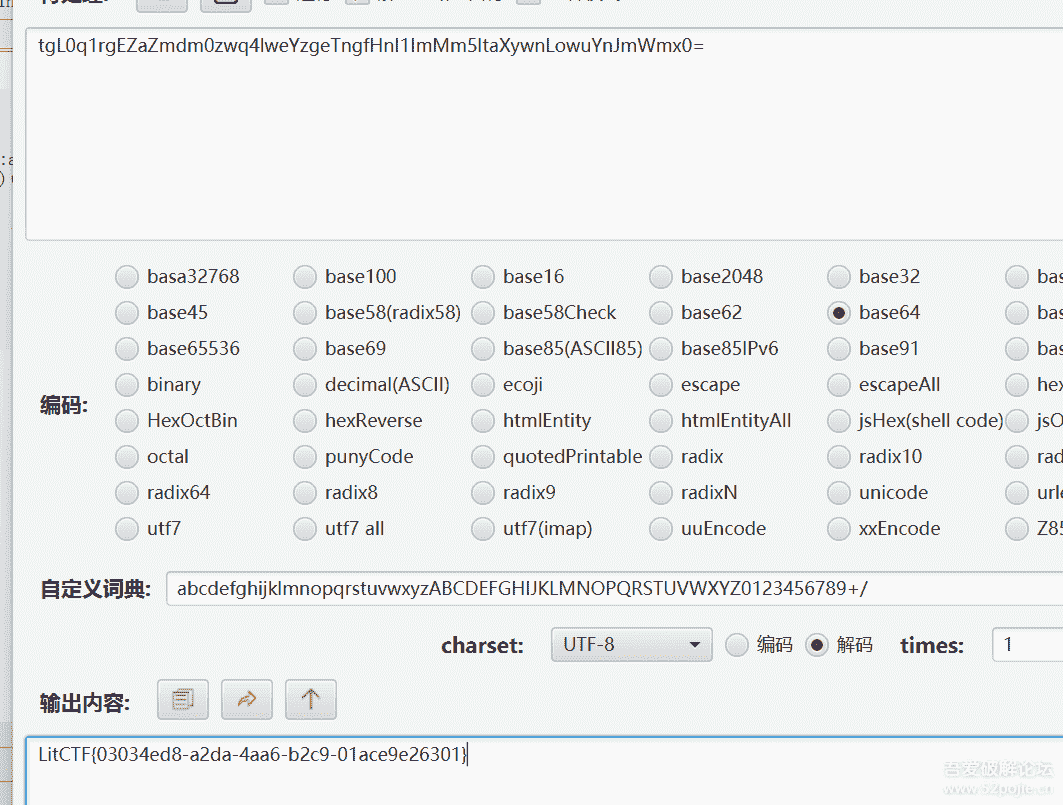 tgL0q1rgEZaZmdm0zwq4lweYzgeTngfHnI1ImMm5ltaXywnLowuYnJmWmx0=
basa32768 base100 base16 base2048 base32
base45 base58(radix58) base58Check base62 base64
base65536 base69 base85(ASCII85) base85IPv6 base91
编码:
binary decimal(ASCII) ecoji escape escapeAll
HexOctBin hexReverse htmlEntity htmlEntityAll jsHex(shell code)
octal punyCode quotedPrintable radix radix10
radix64 radix8 radix9 radixN unicode
utf7 utf7 all utf7(imap) uuEncode xxEncode
自定义词典: abcdefghijklmnopqrstuvwxyzABCDEFGHIJKLMNOPQRSTUVWXYZ0123456789+/
charset: UTF-8 编码 解码 times: 1
输出内容:
LitCTF{03034ed8-a2da-4aa6-b2c9-01ace9e26301}
吾爱破解论坛
www.52pojie.cn